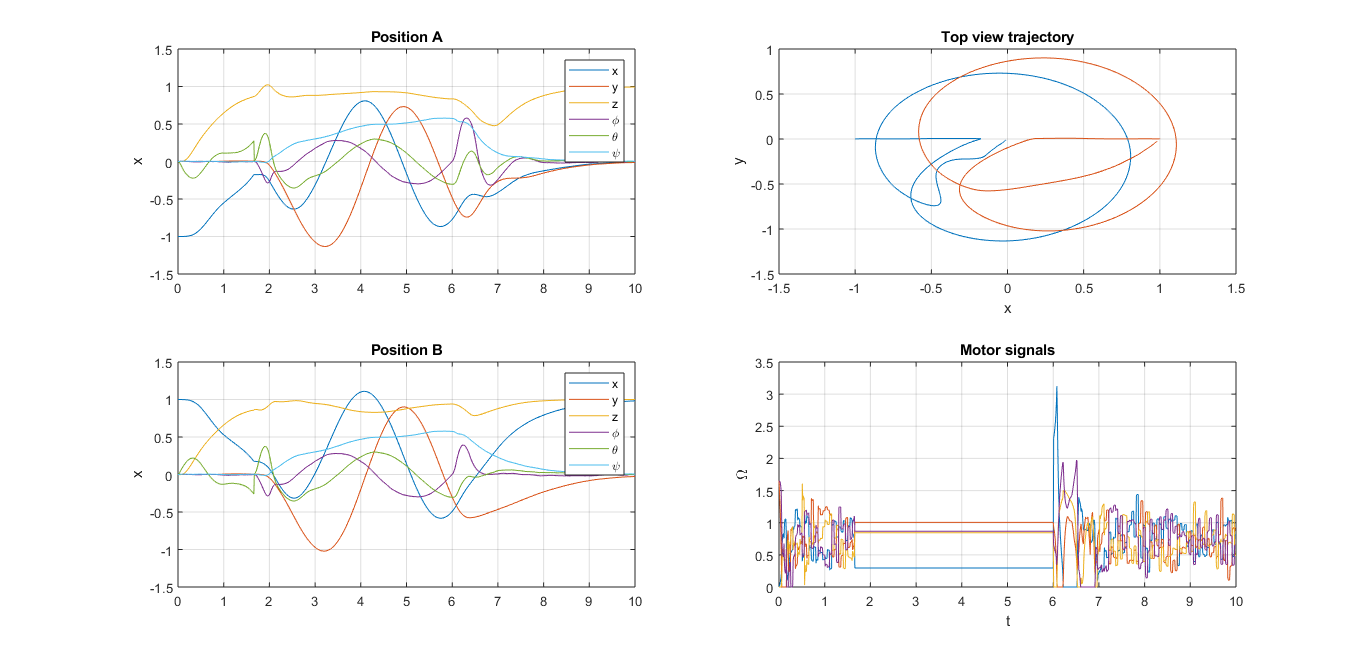 Position A
1.5
1
0.5
0
-0.5
-1
-1.5
x
0 1 2 3 4 5 6 7 8 9 10
x
y
z
ϕ
θ
ψ
Top view trajectory
1
0.5
0
-0.5
-1
-1.5
y
-1.5 -1 -0.5 0 0.5 1 1.5
x
Position B
1.5
1
0.5
0
-0.5
-1
-1.5
x
0 1 2 3 4 5 6 7 8 9 10
x
y
z
ϕ
θ
ψ
Motor signals
3.5
3
2.5
2
1.5
1
0.5
0
Ω
0 1 2 3 4 5 6 7 8 9 10
t